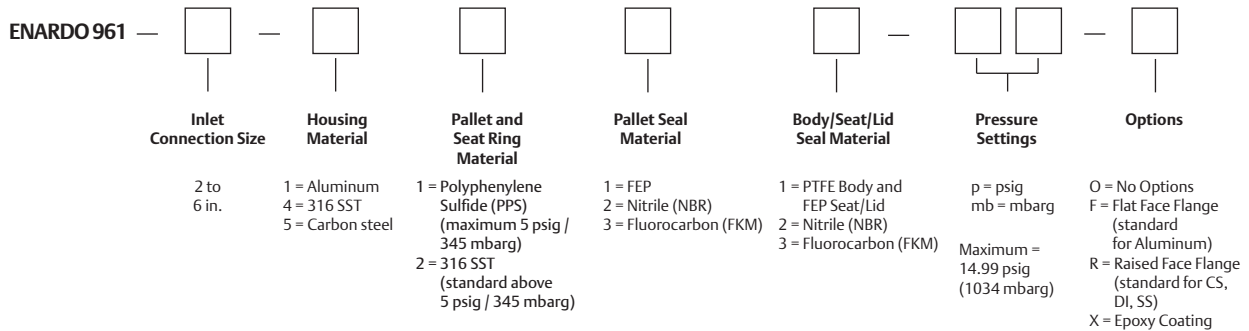 ENARDO 961 — — — —
Inlet
Connection Size
2 to
6 in.
Housing
Material
1 = Aluminum
4 = 316 SST
5 = Carbon steel
Pallet and
Seat Ring
Material
1 = Polyphenylene
Sulfide (PPS)
(maximum 5 psig /
345 mbarg)
2 = 316 SST
(standard above
5 psig / 345 mbarg)
Pallet Seal
Material
1 = FEP
2 = Nitrile (NBR)
3 = Fluorocarbon (FKM)
Body/Seat/Lid
Seal Material
1 = PTFE Body and
FEP Seat/Lid
2 = Nitrile (NBR)
3 = Fluorocarbon (FKM)
Pressure
Settings
p = psig
mb = mbarg
Maximum =
14.99 psig
(1034 mbarg)
Options
O = No Options
F = Flat Face Flange
(standard
for Aluminum)
R = Raised Face Flange
(standard for CS,
DI, SS)
X = Epoxy Coating